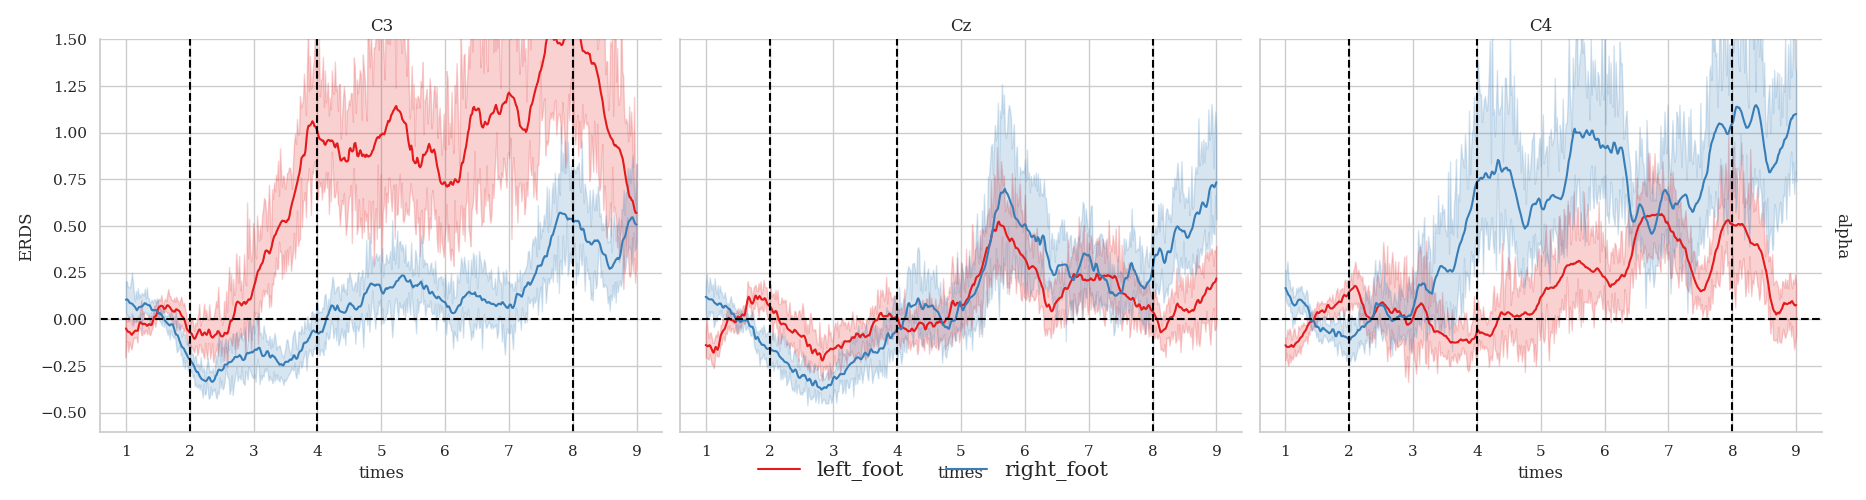 C3
Cz
C4
1.50
1.25
1.00
0.75
0.50
0.25
0.00
−0.25
−0.50
ERDS
alpha
1 2 3 4 5 6 7 8 9
1 2 3 4 5 6 7 8 9
1 2 3 4 5 6 7 8 9
times
times
times
left_foot
right_foot